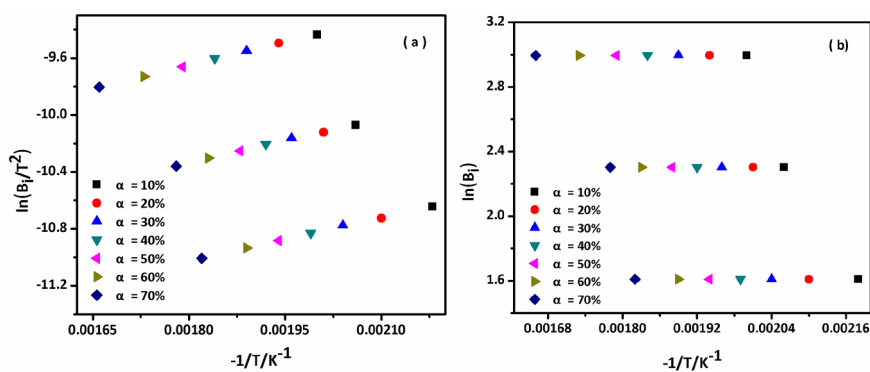 ( a )
-9.6
-10.0
-10.4
-10.8
-11.2
ln(Bi/T²)
α = 10%
α = 20%
α = 30%
α = 40%
α = 50%
α = 60%
α = 70%
0.00165 0.00180 0.00195 0.00210
-1/T/K⁻¹
( b )
3.2
2.8
2.4
2.0
1.6
ln(Bi)
α = 10%
α = 20%
α = 30%
α = 40%
α = 50%
α = 60%
α = 70%
0.00168 0.00180 0.00192 0.00204 0.00216
-1/T/K⁻¹